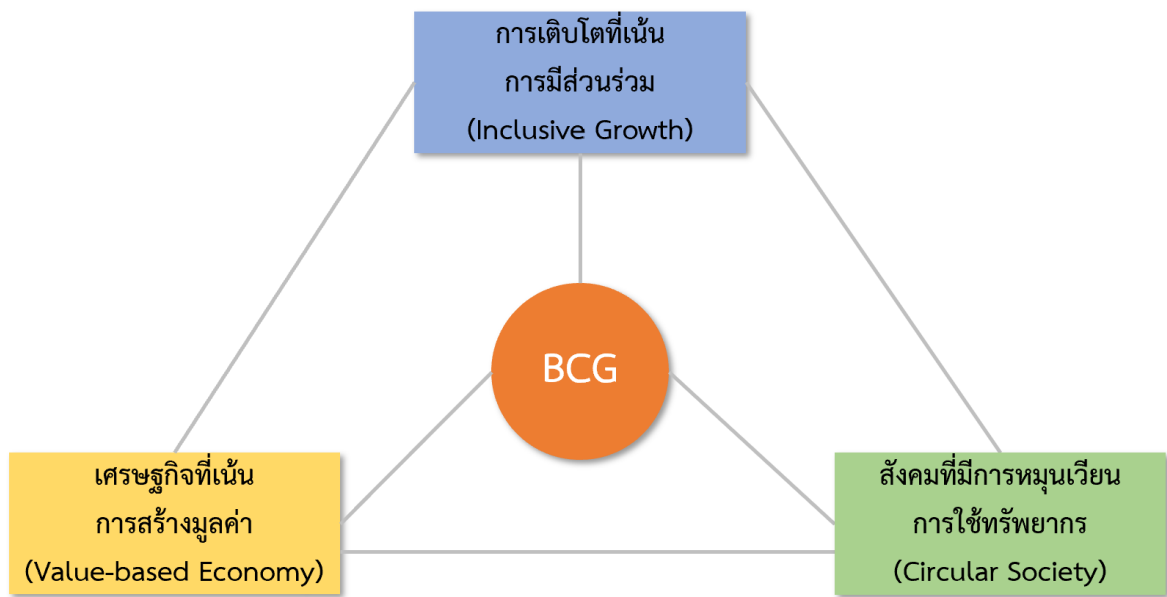 การเติบโตที่เน้น
การมีส่วนร่วม
(Inclusive Growth)
BCG
เศรษฐกิจที่เน้น
การสร้างมูลค่า
(Value-based Economy)
สังคมที่มีการหมุนเวียน
การใช้ทรัพยากร
(Circular Society)